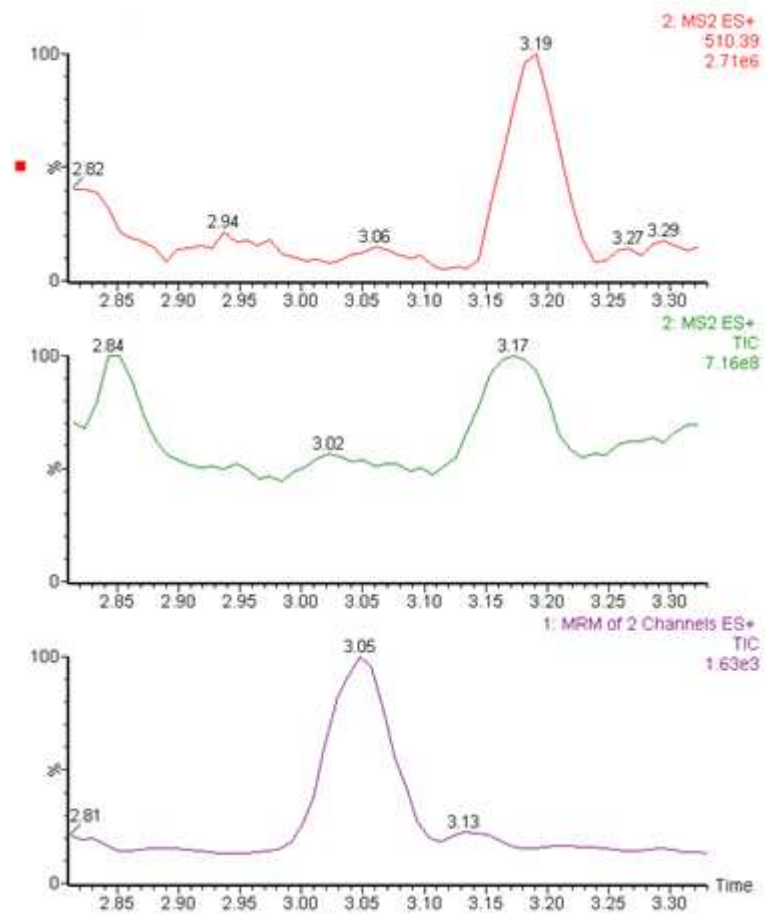 2: MS2 ES+
510.39
2.71e6
100
3.19
%
2.82
2.94
3.06
3.27
3.29
0
2.85 2.90 2.95 3.00 3.05 3.10 3.15 3.20 3.25 3.30
2: MS2 ES+
TIC
7.16e8
100
2.84
3.17
3.02
%
0
2.85 2.90 2.95 3.00 3.05 3.10 3.15 3.20 3.25 3.30
1: MRM of 2 Channels ES+
TIC
1.63e3
100
3.05
%
2.81
3.13
0
Time
2.85 2.90 2.95 3.00 3.05 3.10 3.15 3.20 3.25 3.30